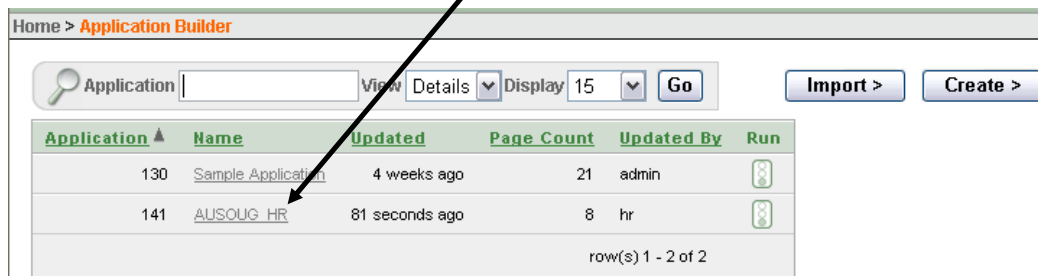 Home > Application Builder
Application View Details Display 15 Go Import > Create >
Application Name Updated Page Count Updated By Run
130 Sample Application 4 weeks ago 21 admin
141 AUSOUG_HR 81 seconds ago 8 hr
row(s) 1 - 2 of 2